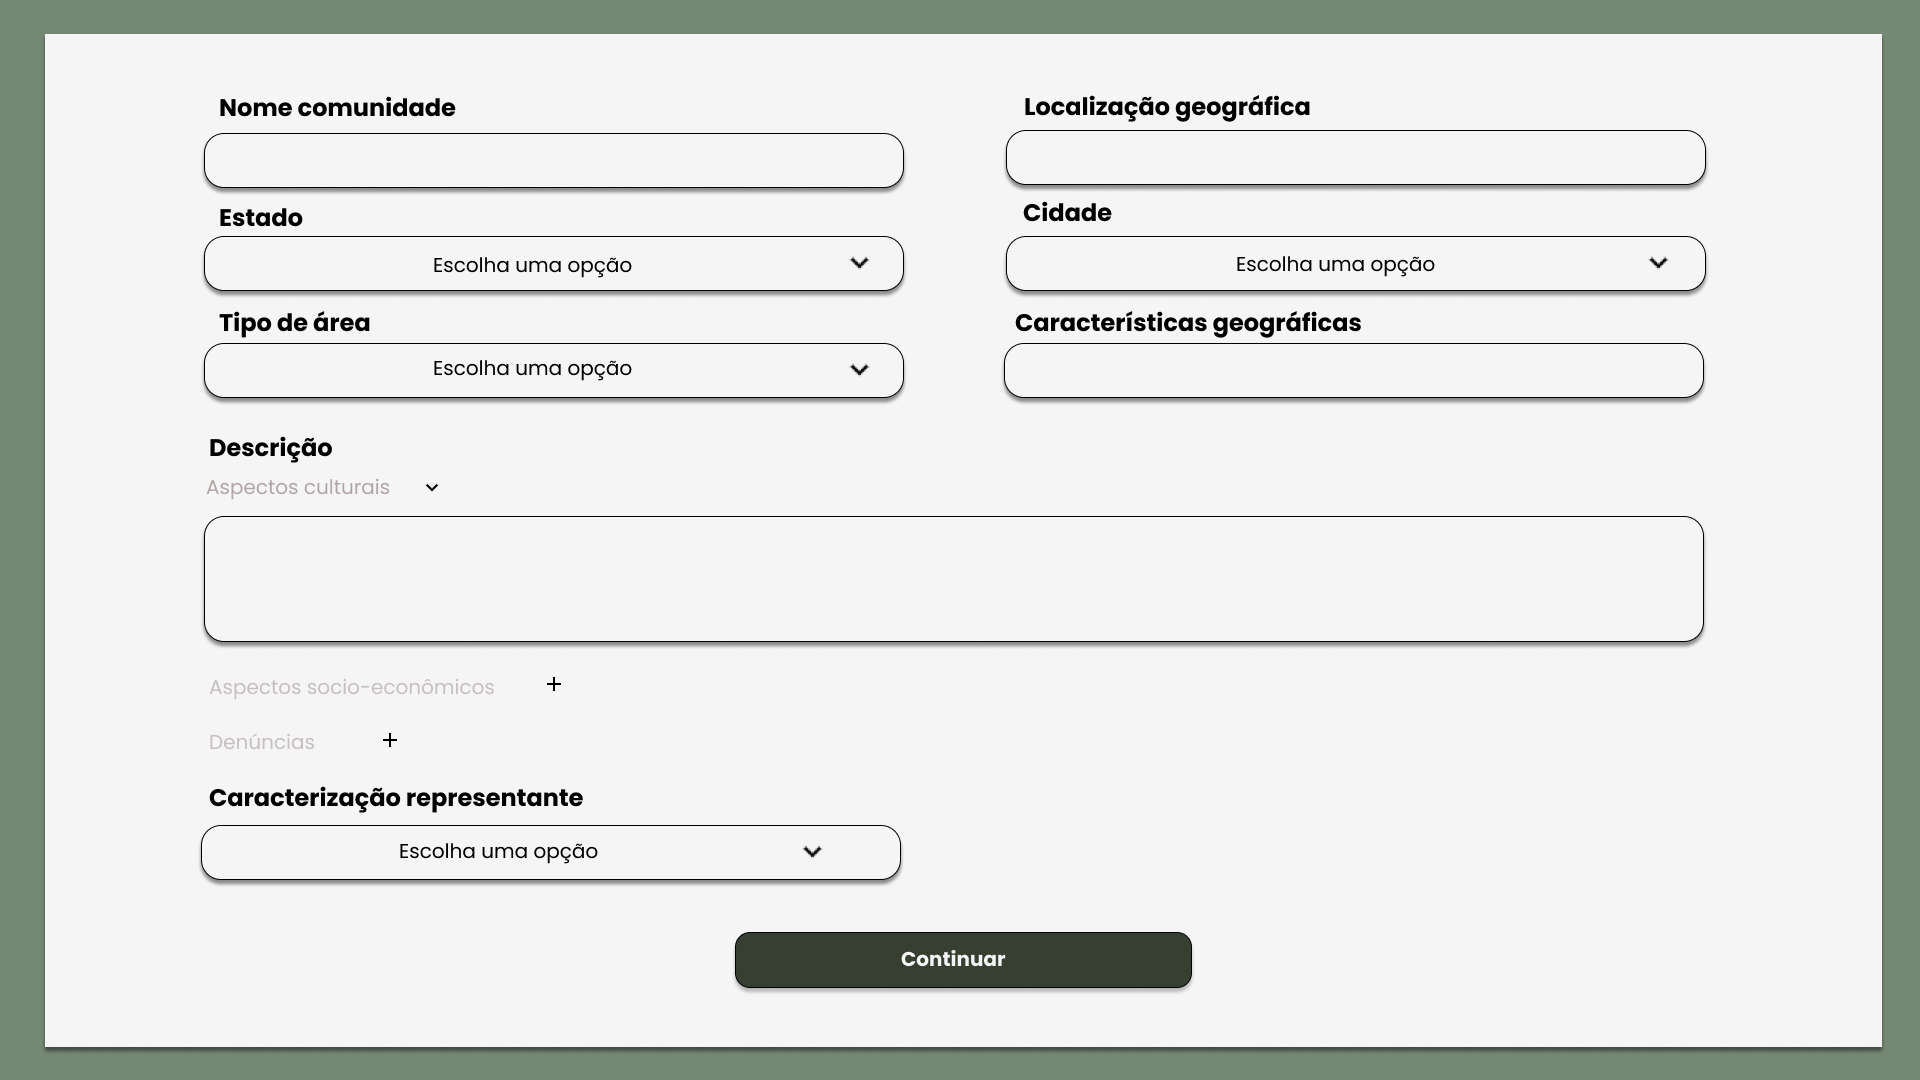 Nome comunidade
Localização geográfica
Estado
Cidade
Escolha uma opção
Escolha uma opção
Tipo de área
Características geográficas
Escolha uma opção
Descrição
Aspectos culturais
Aspectos socio-econômicos +
Denúncias +
Caracterização representante
Escolha uma opção
Continuar